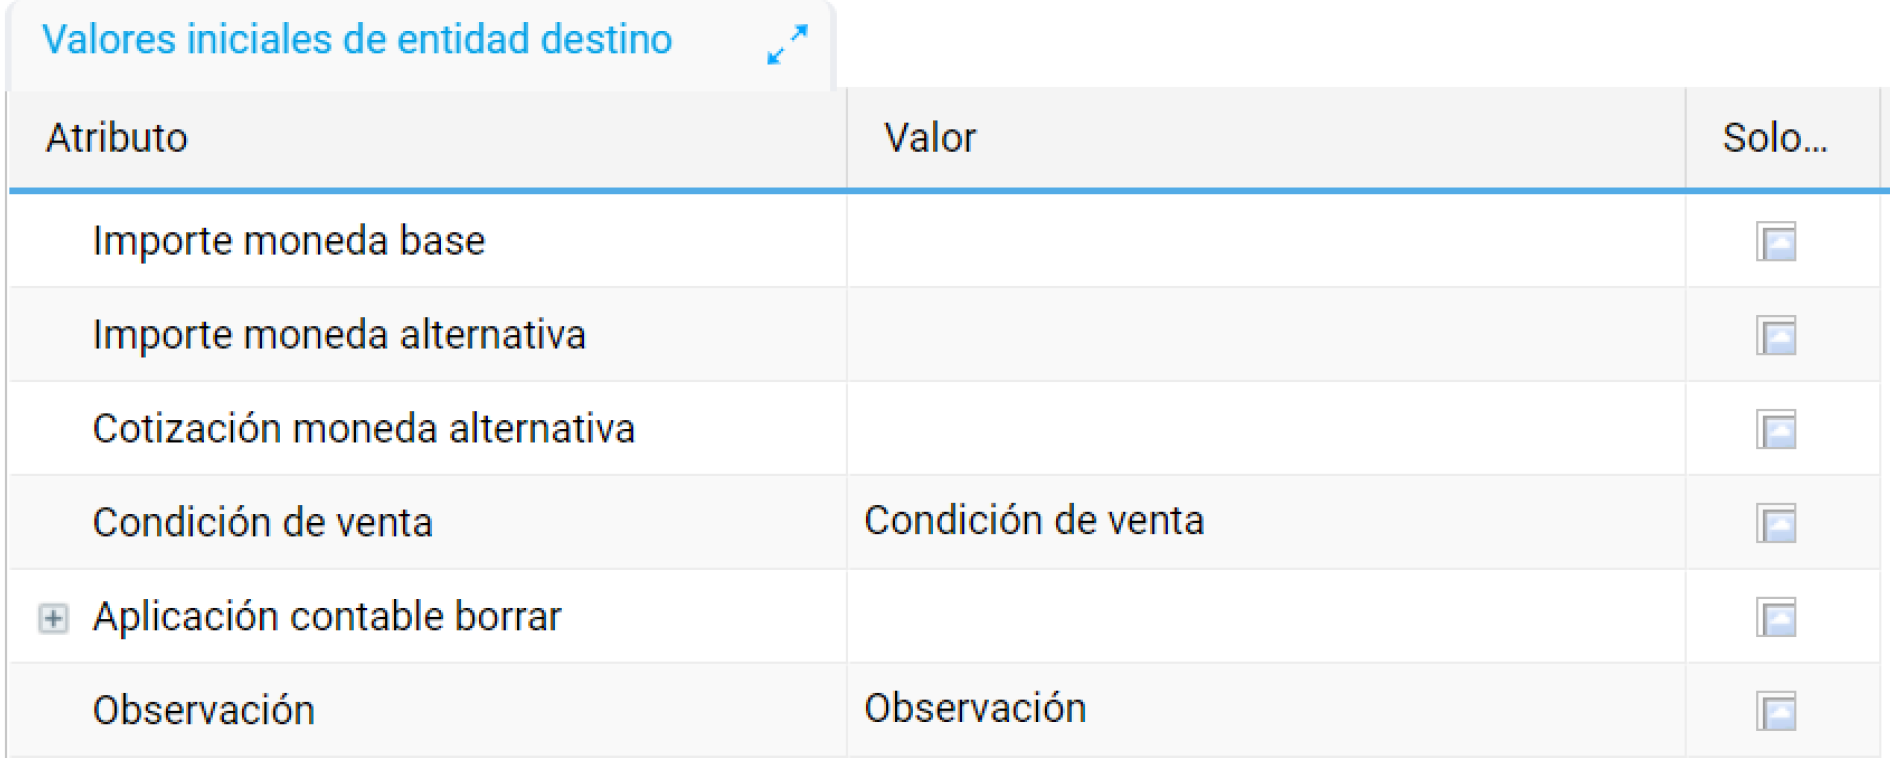 Valores iniciales de entidad destino
Atributo Valor Solo...
Importe moneda base
Importe moneda alternativa
Cotización moneda alternativa
Condición de venta Condición de venta
Aplicación contable borrar
Observación Observación